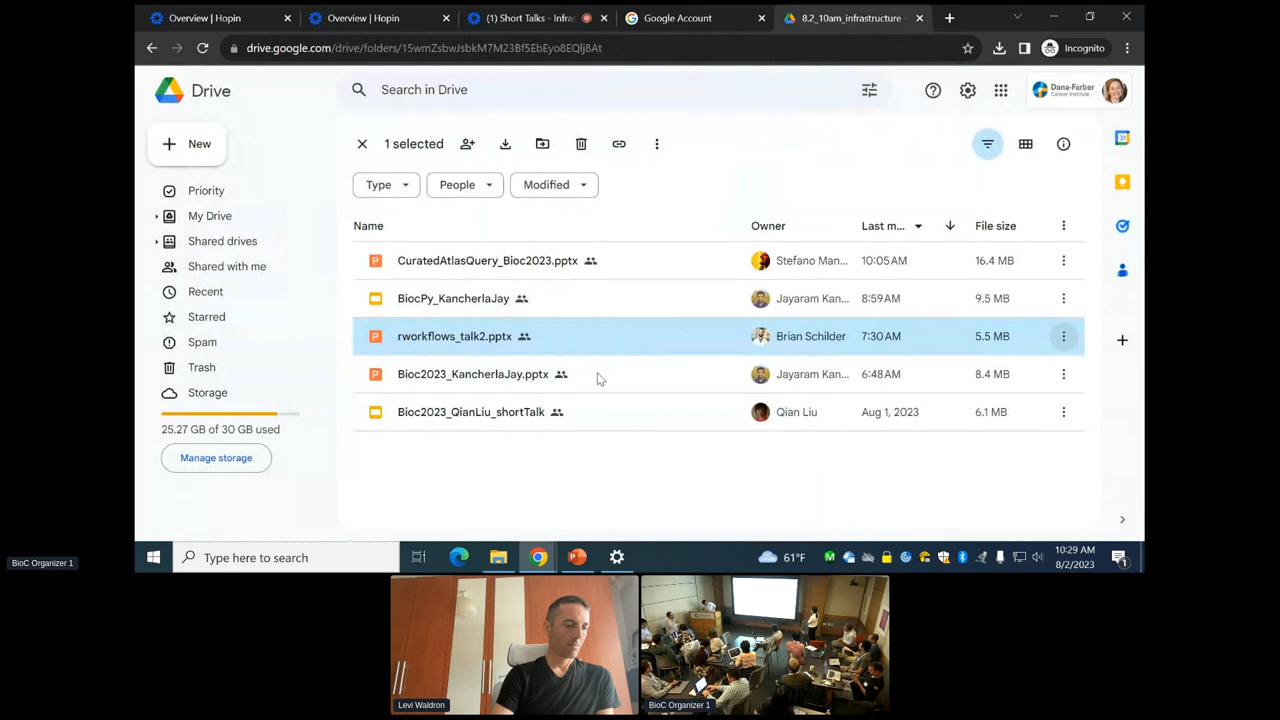 Overview | Hopin
Overview | Hopin
(1) Short Talks - Infras
Google Account
8.2_10am_infrastructure -
drive.google.com/drive/folders/15wmZsbwJsbkM7M23Bf5EbEyo8EQlj8At
Incognito
Drive
Search in Drive
Dana-Farber
Cancer Institute
New
1 selected
Type
People
Modified
Priority
My Drive
Shared drives
Shared with me
Recent
Starred
Spam
Trash
Storage
25.27 GB of 30 GB used
Manage storage
Name Owner Last m... File size
CuratedAtlasQuery_Bioc2023.pptx Stefano Man... 10:05 AM 16.4 MB
BiocPy_KancherlaJay Jayaram Kan... 8:59 AM 9.5 MB
rworkflows_talk2.pptx Brian Schilder 7:30 AM 5.5 MB
Bioc2023_KancherlaJay.pptx Jayaram Kan... 6:48 AM 8.4 MB
Bioc2023_QianLiu_shortTalk Qian Liu Aug 1, 2023 6.1 MB
Type here to search
61°F
10:29 AM
8/2/2023
1
BioC Organizer 1
Levi Waldron
BioC Organizer 1